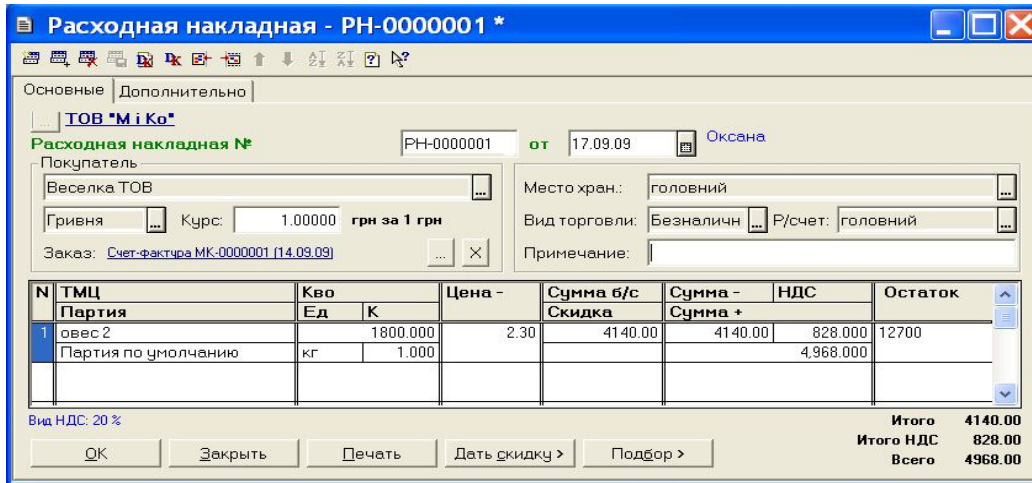 Расходная накладная - РН-0000001 *
Основные Дополнительно
... ТОВ "М і Ко"
Расходная накладная № РН-0000001 от 17.09.09 Оксана
Покупатель
Веселка ТОВ ... Место хран.: головний ...
Гривня ... Курс: 1.00000 грн за 1 грн Вид торговли: Безналичн ... Р/счет: головний ...
Заказ: Счет-фактура МК-0000001 (14.09.09) ... X Примечание:
N ТМЦ Кво Цена - Сумма б/с Сумма - НДС Остаток
Партия Ед К Скидка Сумма +
1 овес 2 1800.000 2.30 4140.00 4140.00 828.000 12700
Партия по умолчанию кг 1.000 4,968.000
Вид НДС: 20 % Итого 4140.00
Итого НДС 828.00
ОК Закрыть Печать Дать скидку > Подбор > Всего 4968.00